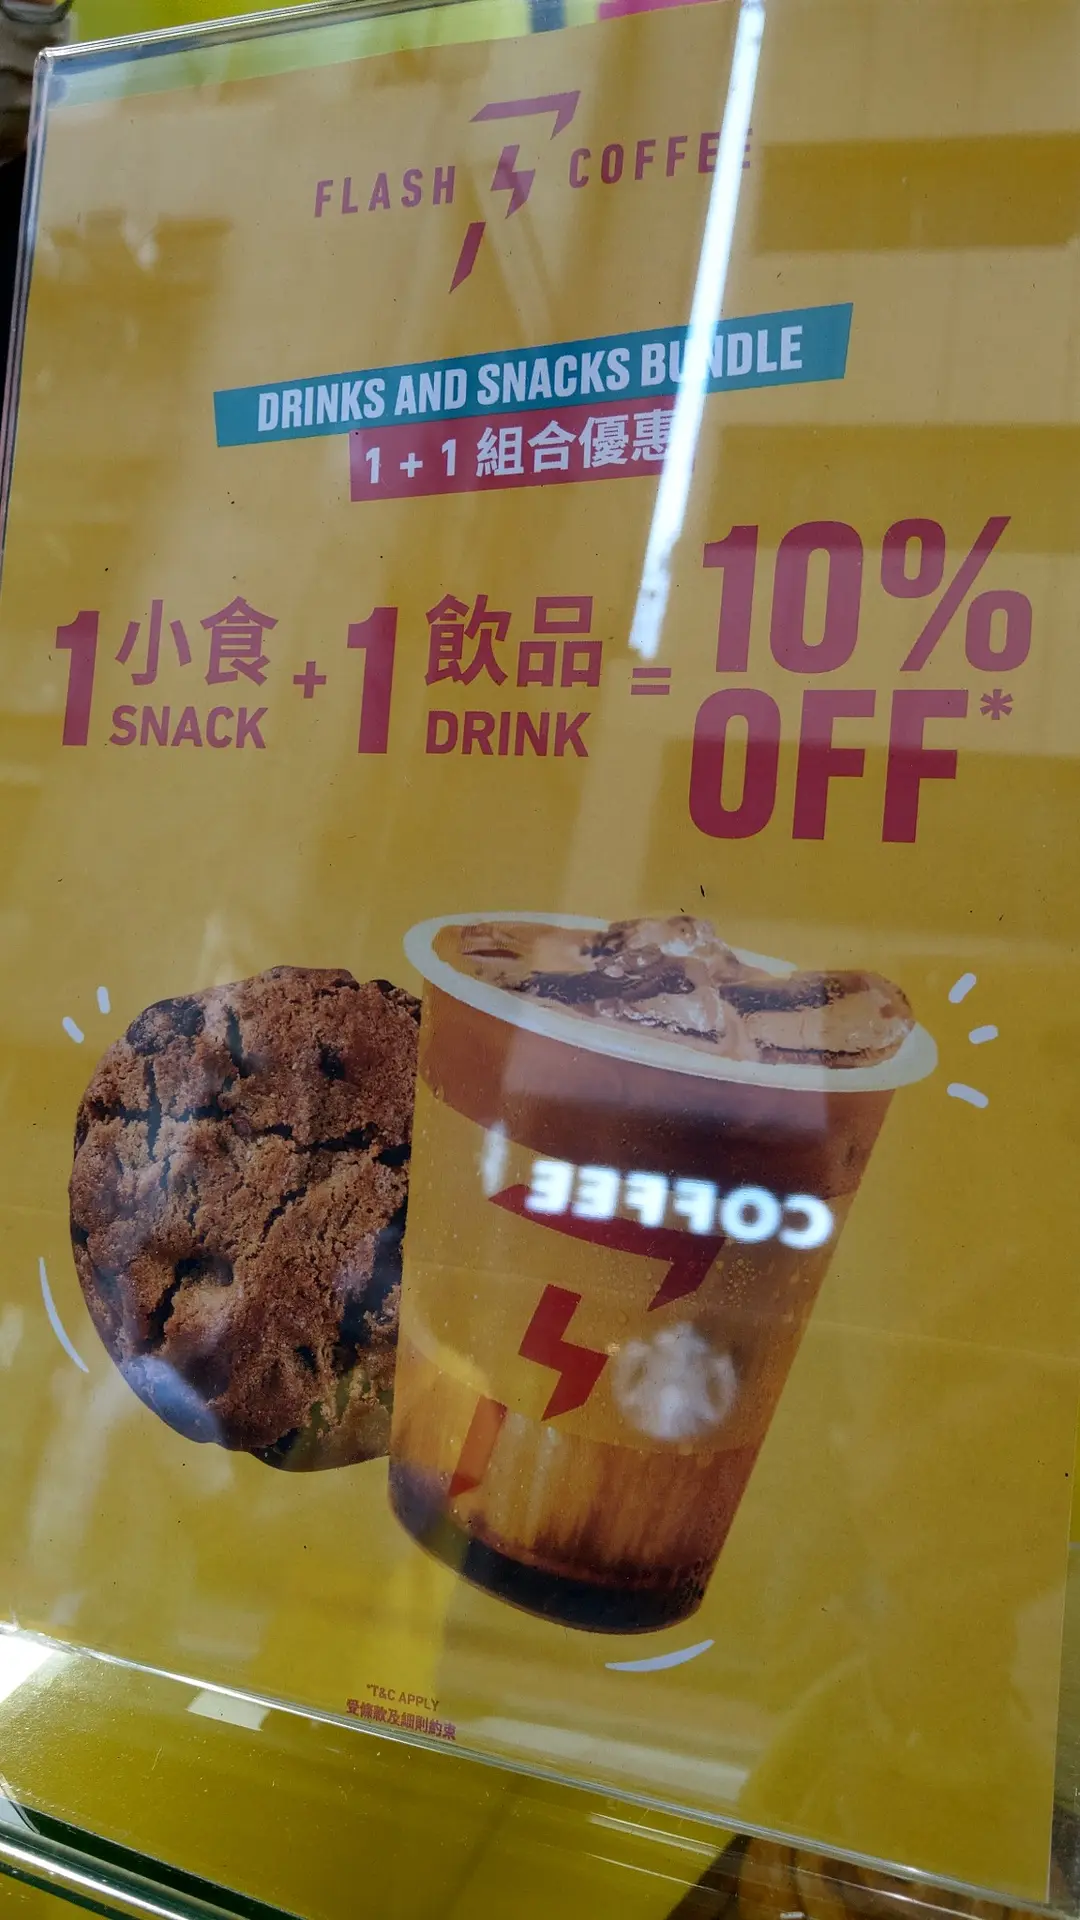 FLASH COFFEE
DRINKS AND SNACKS BUNDLE
1 + 1 組合優惠
1 小食 + 1 飲品 = 10%
SNACK DRINK OFF*
COFFEE
*T&C APPLY
受條款及細則約束